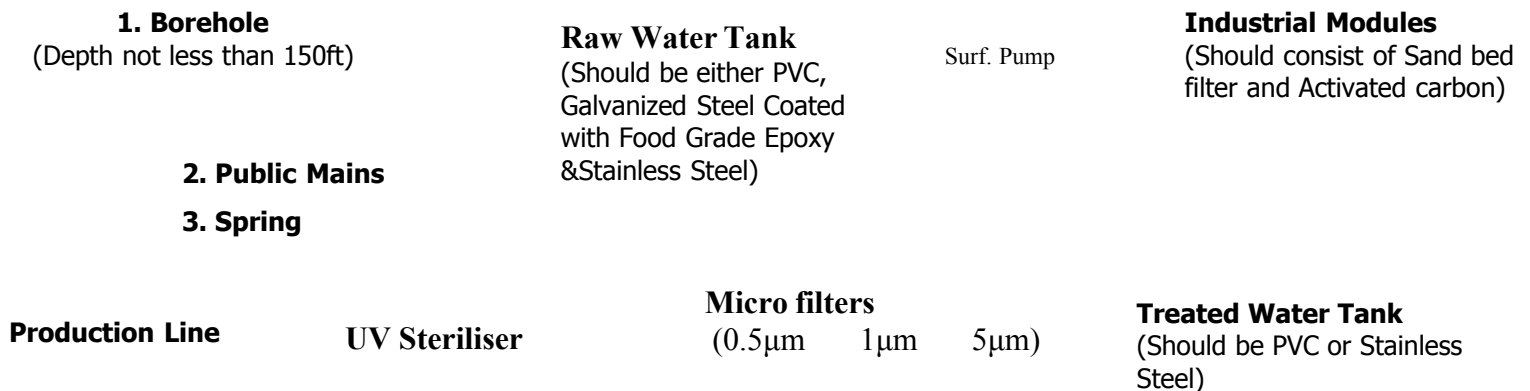 1. Borehole
(Depth not less than 150ft)
2. Public Mains
3. Spring
Raw Water Tank
(Should be either PVC,
Galvanized Steel Coated
with Food Grade Epoxy
&Stainless Steel)
Surf. Pump
Industrial Modules
(Should consist of Sand bed
filter and Activated carbon)
Production Line
UV Steriliser
Micro filters
(0.5μm 1μm 5μm)
Treated Water Tank
(Should be PVC or Stainless
Steel)